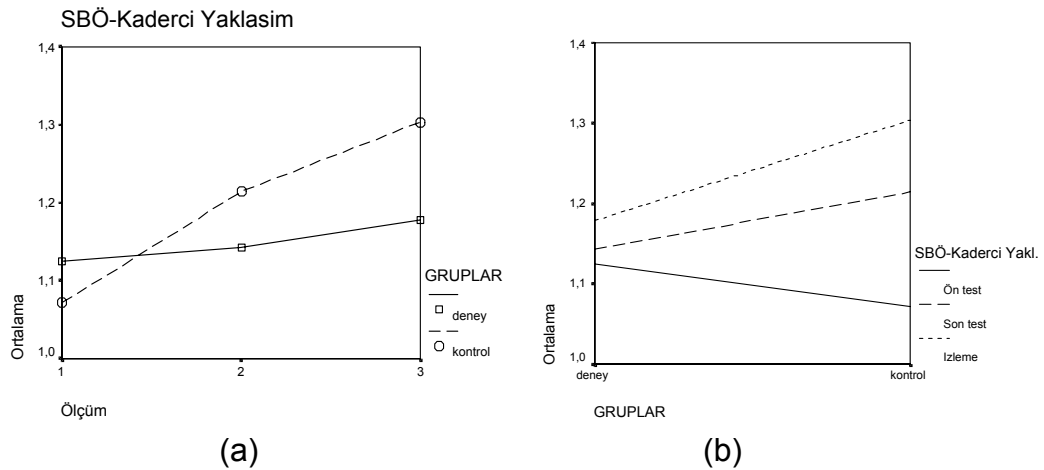 SBÖ-Kaderci Yaklasim
1,4
1,3
1,2
1,1
1,0
Ortalama
1
2
3
Ölçüm
GRUPLAR
deney
kontrol
(a)
1,4
1,3
1,2
1,1
1,0
Ortalama
deney
kontrol
GRUPLAR
SBÖ-Kaderci Yakl.
Ön test
Son test
Izleme
(b)